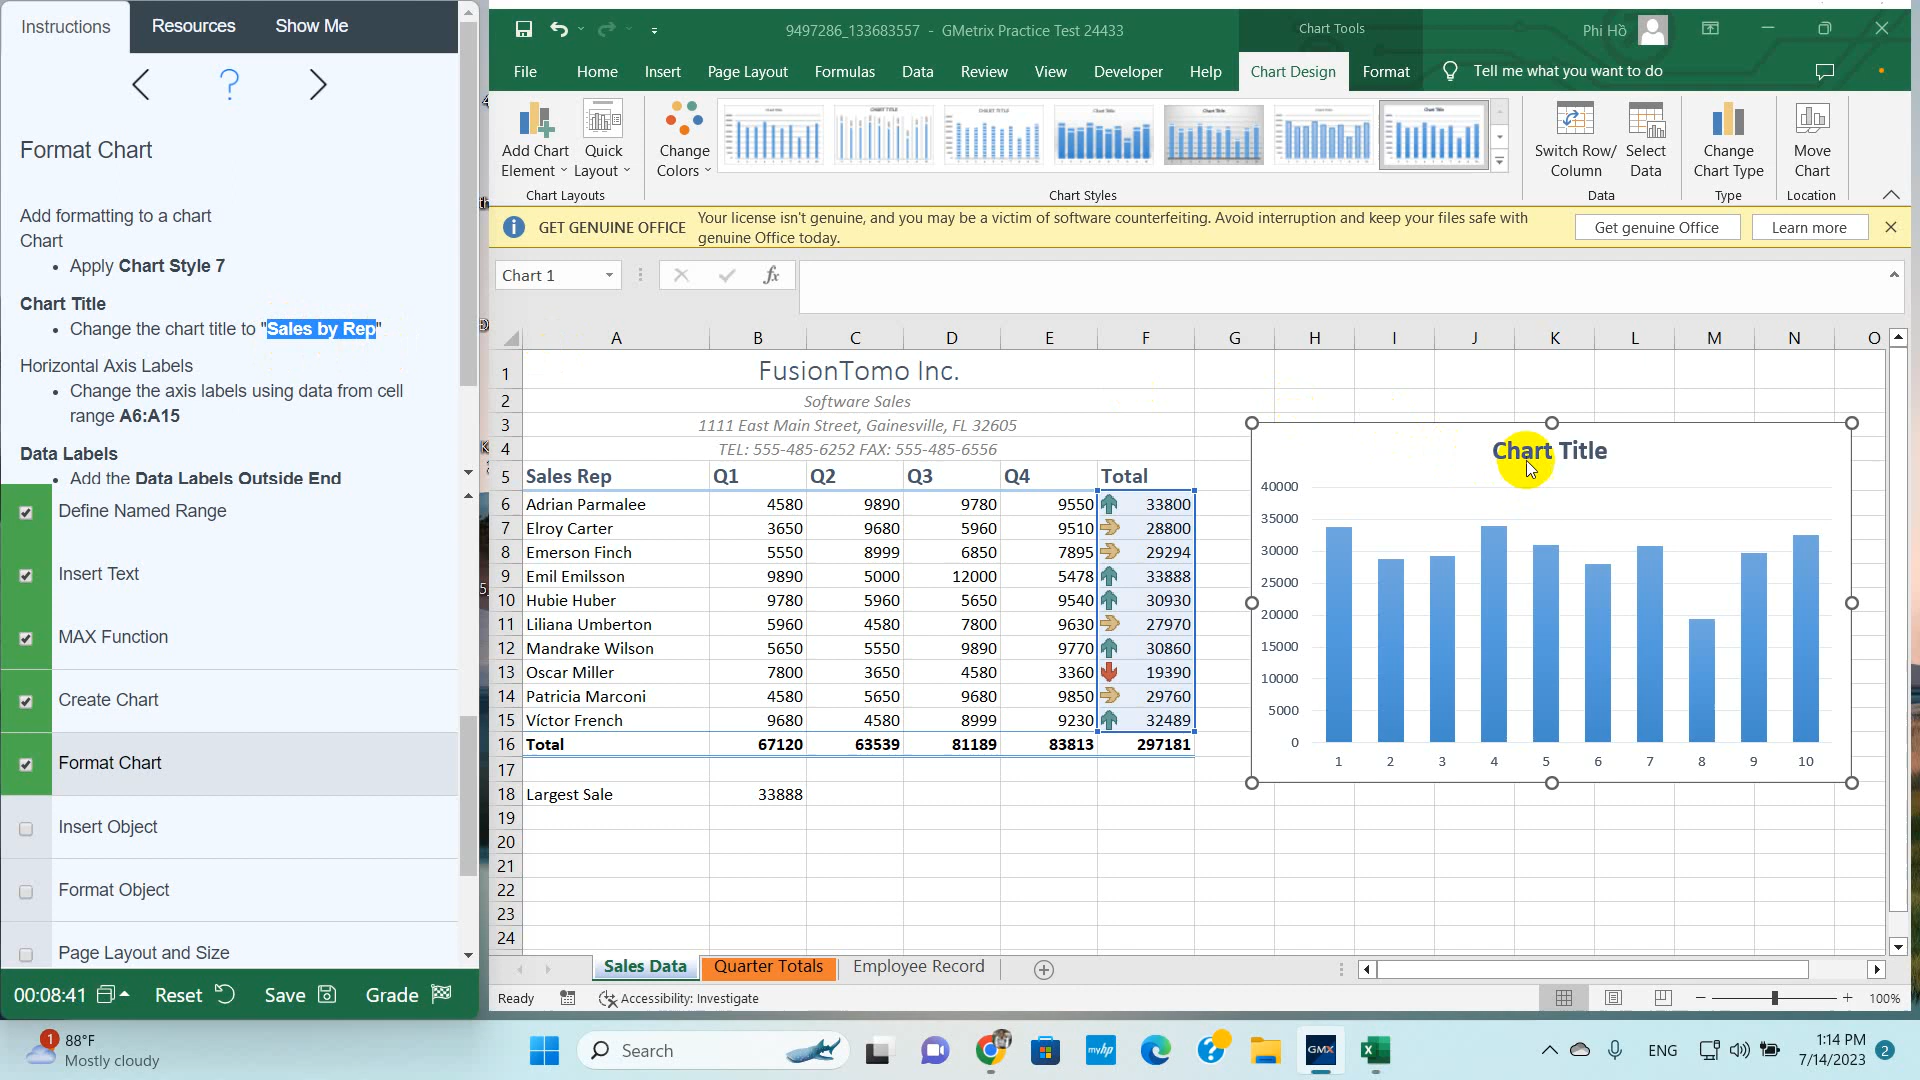 Instructions
Resources
Show Me
?
Format Chart
Add formatting to a chart
Chart
• Apply Chart Style 7
Chart Title
• Change the chart title to "Sales by Rep"
Horizontal Axis Labels
• Change the axis labels using data from cell
range A6:A15
Data Labels
• Add the Data Labels Outside End
Define Named Range
Insert Text
MAX Function
Create Chart
Format Chart
Insert Object
Format Object
Page Layout and Size
00:08:41 Reset Save Grade
9497286_133683557 - GMetrix Practice Test 24433
Chart Tools
Phi Hồ
File Home Insert Page Layout Formulas Data Review View Developer Help Chart Design Format Tell me what you want to do
Add Chart
Element
Quick
Layout
Chart Layouts
Change
Colors
Chart Styles
Switch Row/
Column
Select
Data
Data
Change
Chart Type
Type
Move
Chart
Location
GET GENUINE OFFICE Your license isn't genuine, and you may be a victim of software counterfeiting. Avoid interruption and keep your files safe with
genuine Office today.
Get genuine Office
Learn more
Chart 1
fx
A B C D E F G H I J K L M N O
1 FusionTomo Inc.
2 Software Sales
3 1111 East Main Street, Gainesville, FL 32605
4 TEL: 555-485-6252 FAX: 555-485-6556
5 Sales Rep Q1 Q2 Q3 Q4 Total
6 Adrian Parmalee 4580 9890 9780 9550 33800
7 Elroy Carter 3650 9680 5960 9510 28800
8 Emerson Finch 5550 8999 6850 7895 29294
9 Emil Emilsson 9890 5000 12000 5478 33888
10 Hubie Huber 9780 5960 5650 9540 30930
11 Liliana Umberton 5960 4580 7800 9630 27970
12 Mandrake Wilson 5650 5550 9890 9770 30860
13 Oscar Miller 7800 3650 4580 3360 19390
14 Patricia Marconi 4580 5650 9680 9850 29760
15 Víctor French 9680 4580 8999 9230 32489
16 Total 67120 63539 81189 83813 297181
17
18 Largest Sale 33888
19
20
21
22
23
24
Chart Title
40000
35000
30000
25000
20000
15000
10000
5000
0
1 2 3 4 5 6 7 8 9 10
Sales Data Quarter Totals Employee Record
Ready Accessibility: Investigate 100%
1
88°F
Mostly cloudy
Search
myhp
GMX
ENG
1:14 PM
7/14/2023
2